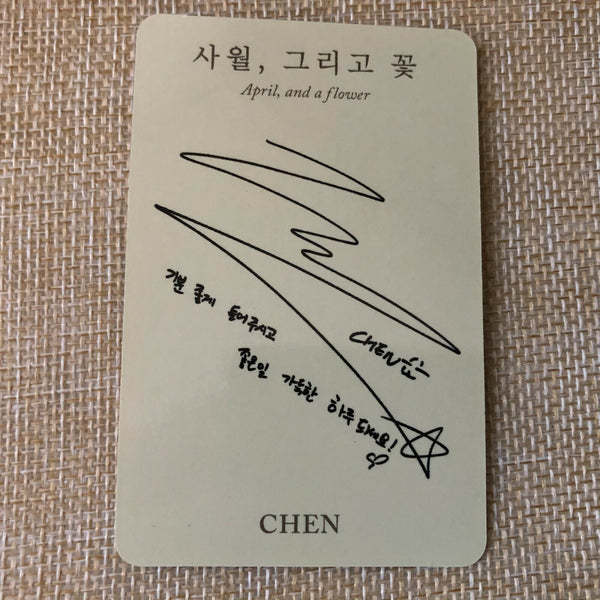 사월, 그리고 꽃
April, and a flower
기분 좋게 들어주시고
CHEN
좋은일 가득한 하루 되세요!
CHEN